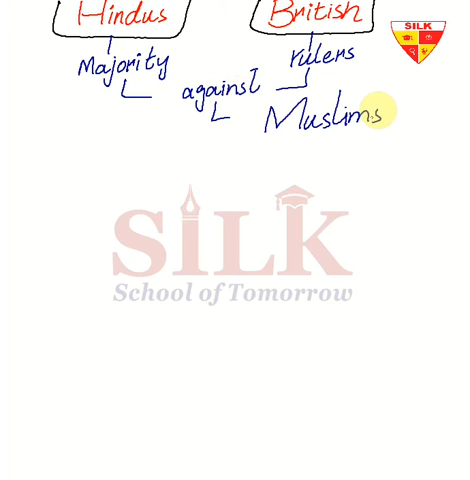 Hindus British
SILK
Majority rulers
against
Muslims
SILK
School of Tomorrow